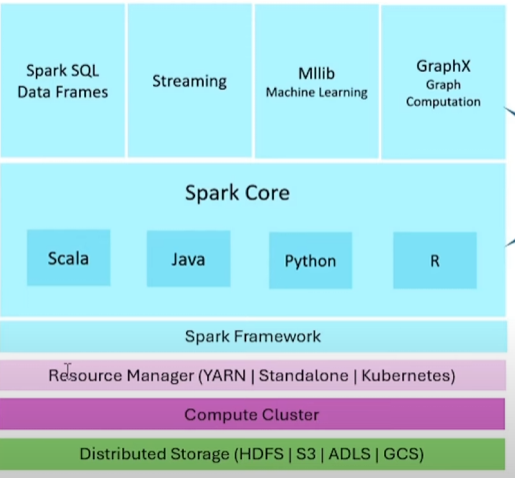 Spark SQL
Data Frames
Streaming
Mllib
Machine Learning
GraphX
Graph
Computation
Spark Core
Scala
Java
Python
R
Spark Framework
Resource Manager (YARN | Standalone | Kubernetes)
Compute Cluster
Distributed Storage (HDFS | S3 | ADLS | GCS)